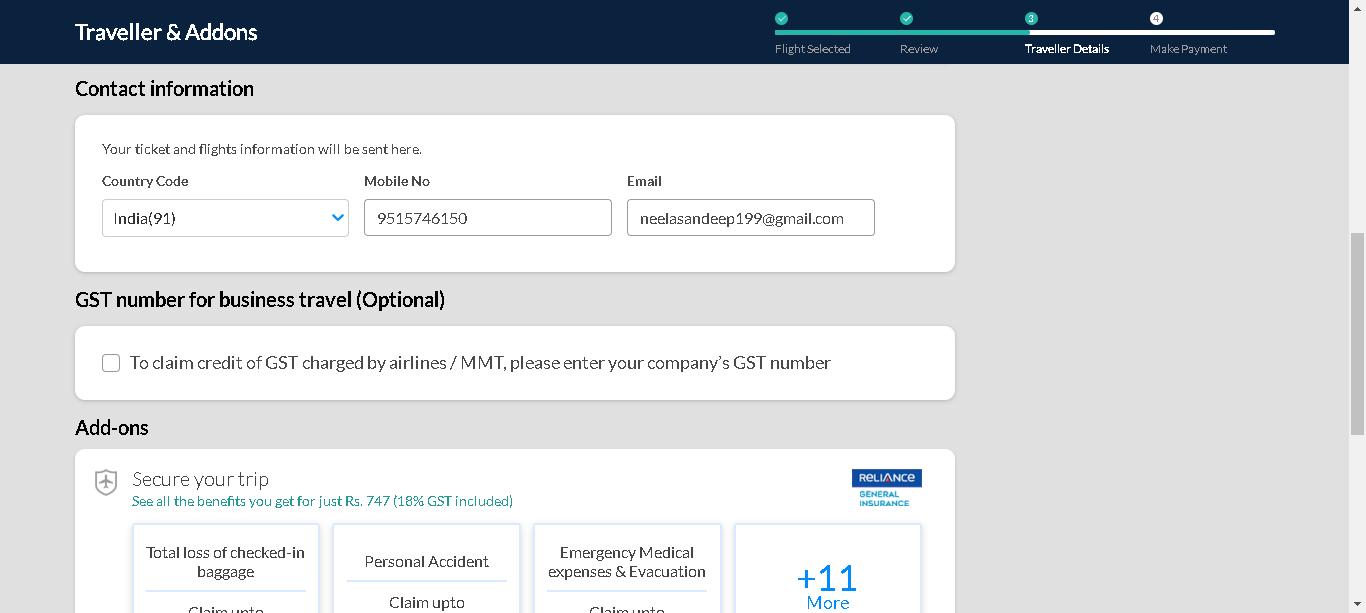 Traveller & Addons
3
4
Flight Selected
Review
Traveller Details
Make Payment
Contact information
Your ticket and flights information will be sent here.
Country Code
Mobile No
Email
India(91)
9515746150
neelasandeep199@gmail.com
GST number for business travel (Optional)
To claim credit of GST charged by airlines / MMT, please enter your company's GST number
Add-ons
Secure your trip
See all the benefits you get for just Rs. 747 (18% GST included)
RELIANCE
GENERAL
INSURANCE
Total loss of checked-in
baggage
Claim upto
Personal Accident
Claim upto
Emergency Medical
expenses & Evacuation
Claim upto
+11
More